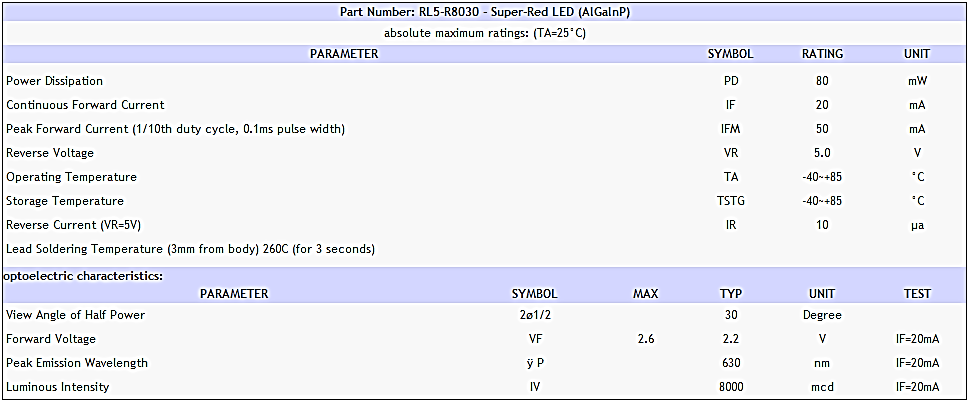 Part Number: RL5-R8030 - Super-Red LED (AlGaInP)
absolute maximum ratings: (TA=25°C)
PARAMETER SYMBOL RATING UNIT
Power Dissipation PD 80 mW
Continuous Forward Current IF 20 mA
Peak Forward Current (1/10th duty cycle, 0.1ms pulse width) IFM 50 mA
Reverse Voltage VR 5.0 V
Operating Temperature TA -40~+85 °C
Storage Temperature TSTG -40~+85 °C
Reverse Current (VR=5V) IR 10 µa
Lead Soldering Temperature (3mm from body) 260C (for 3 seconds)
optoelectric characteristics:
PARAMETER SYMBOL MAX TYP UNIT TEST
View Angle of Half Power 2ø1/2 30 Degree
Forward Voltage VF 2.6 2.2 V IF=20mA
Peak Emission Wavelength ÿ P 630 nm IF=20mA
Luminous Intensity IV 8000 mcd IF=20mA